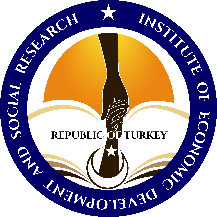 INSTITUTE OF ECONOMIC DEVELOPMENT AND SOCIAL RESEARCH
REPUBLIC OF TURKEY